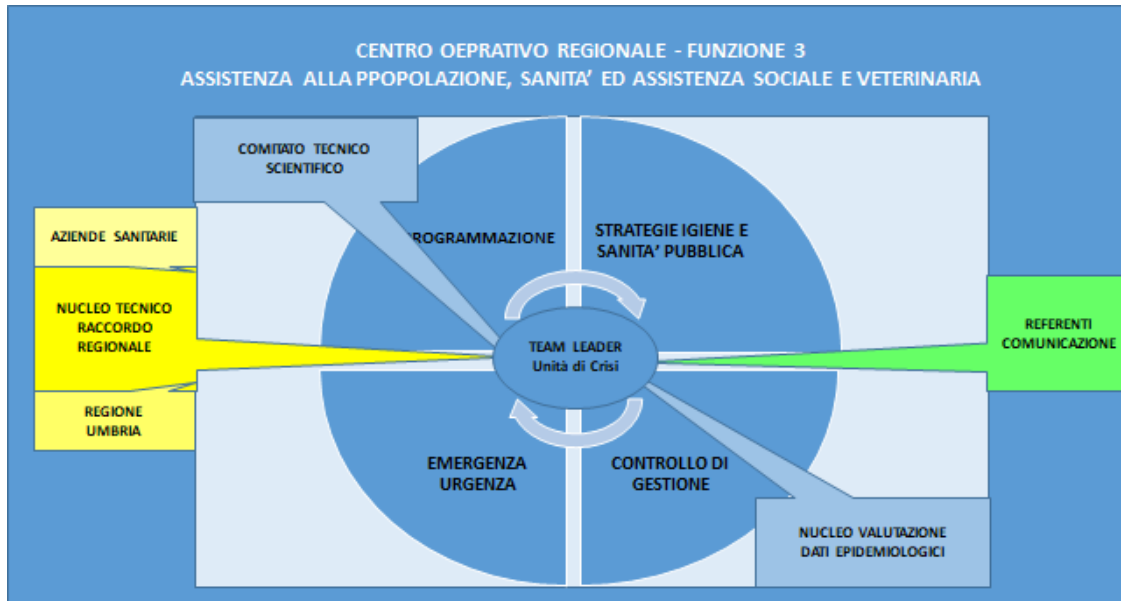 CENTRO OEPRATIVO REGIONALE - FUNZIONE 3
ASSISTENZA ALLA PPOPOLAZIONE, SANITA’ ED ASSISTENZA SOCIALE E VETERINARIA
COMITATO TECNICO
SCIENTIFICO
ROGRAMMAZIONE
STRATEGIE IGIENE E
SANITA’ PUBBLICA
AZIENDE SANITARIE
NUCLEO TECNICO
RACCORDO
REGIONALE
REGIONE
UMBRIA
TEAM LEADER
Unità di Crisi
REFERENTI
COMUNICAZIONE
EMERGENZA
URGENZA
CONTROLLO DI
GESTIONE
NUCLEO VALUTAZIONE
DATI EPIDEMIOLOGICI